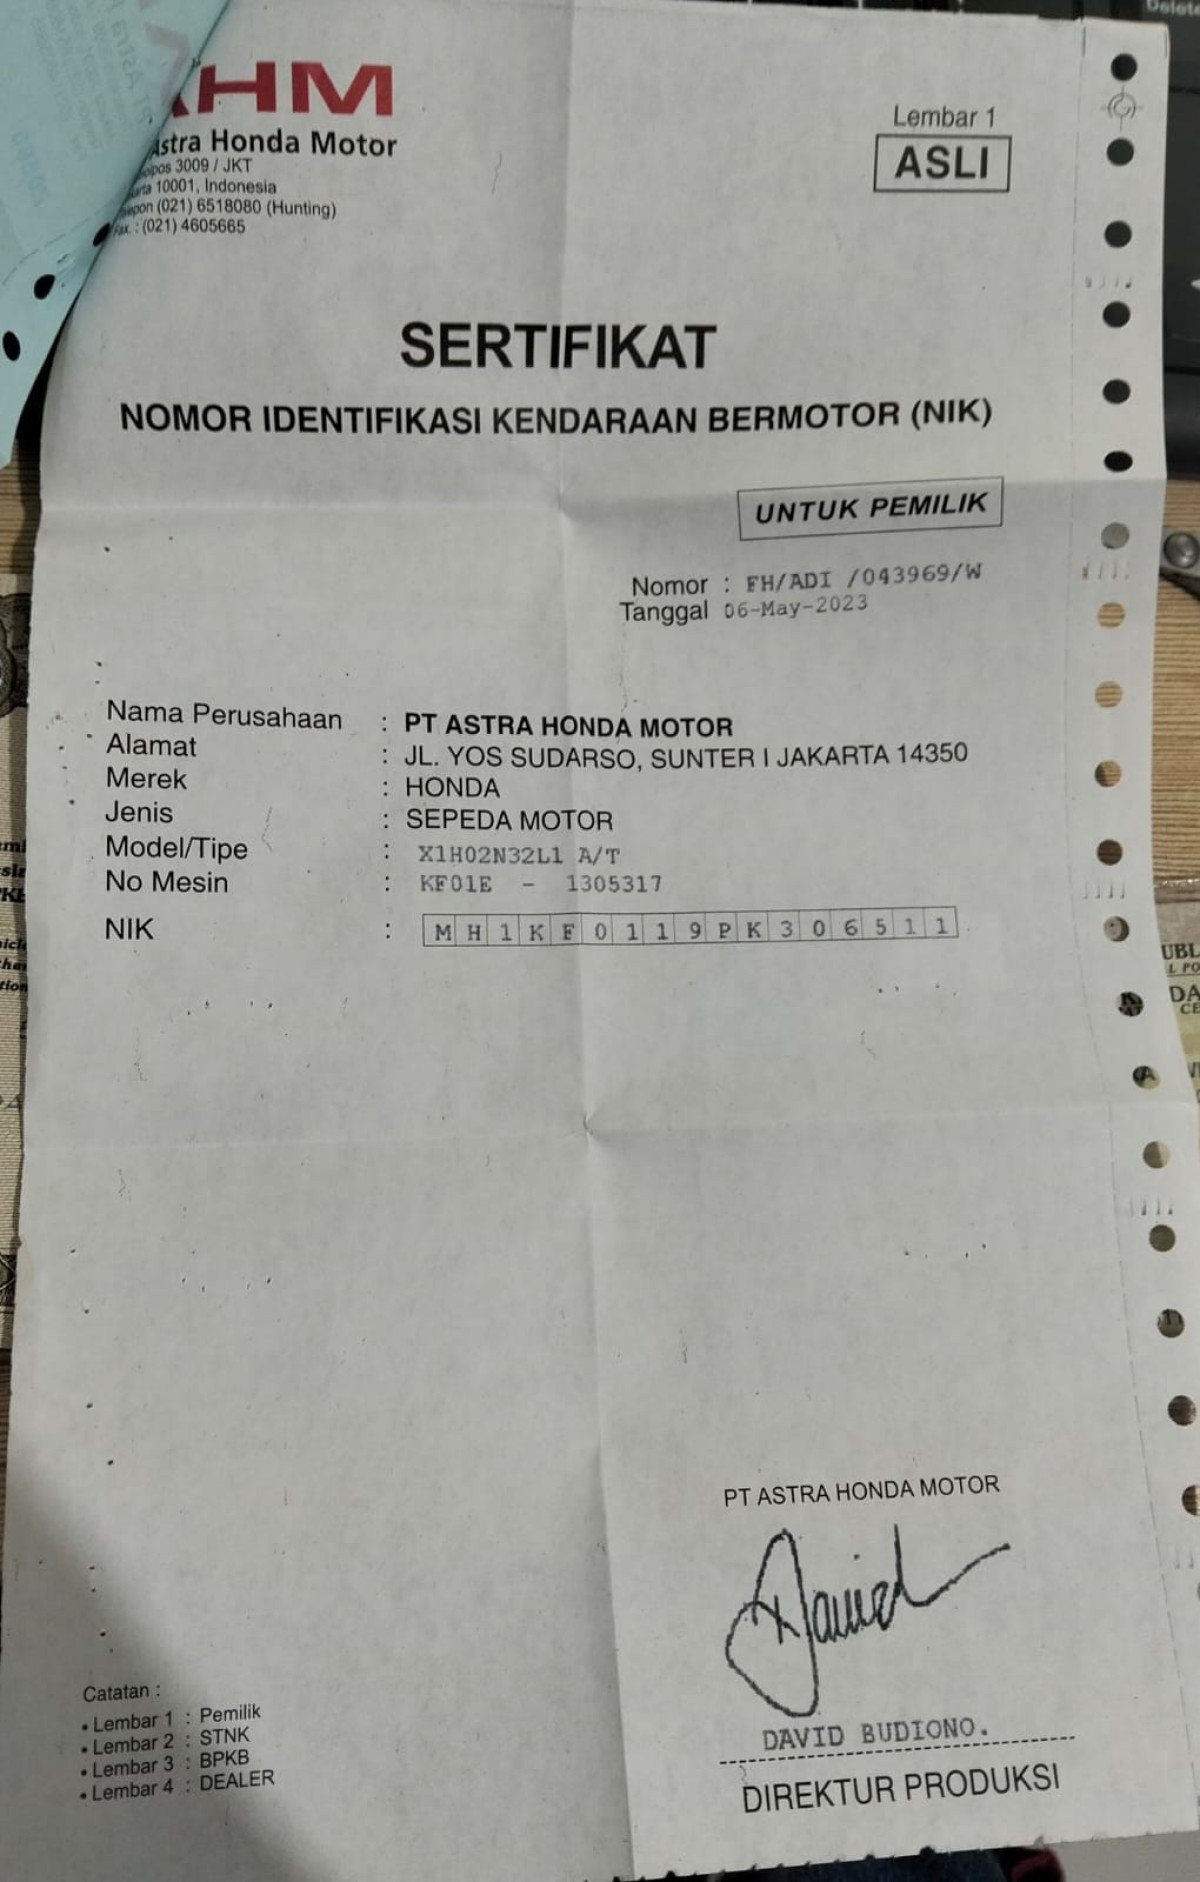 AHM
Astra Honda Motor
3009 / JKT
10001, Indonesia
(021) 6518080 (Hunting)
Fax. : (021) 4605665
Lembar 1
ASLI
SERTIFIKAT
NOMOR IDENTIFIKASI KENDARAAN BERMOTOR (NIK)
UNTUK PEMILIK
Nomor : FH/ADI /043969/W
Tanggal 06-May-2023
Nama Perusahaan : PT ASTRA HONDA MOTOR
Alamat : JL. YOS SUDARSO, SUNTER I JAKARTA 14350
Merek : HONDA
Jenis : SEPEDA MOTOR
Model/Tipe : X1H02N32L1 A/T
No Mesin : KF01E - 1305317
NIK : MH1KF0119PK306511
PT ASTRA HONDA MOTOR
David
DAVID BUDIONO.
DIREKTUR PRODUKSI
Catatan :
• Lembar 1 : Pemilik
• Lembar 2 : STNK
• Lembar 3 : BPKB
• Lembar 4 : DEALER